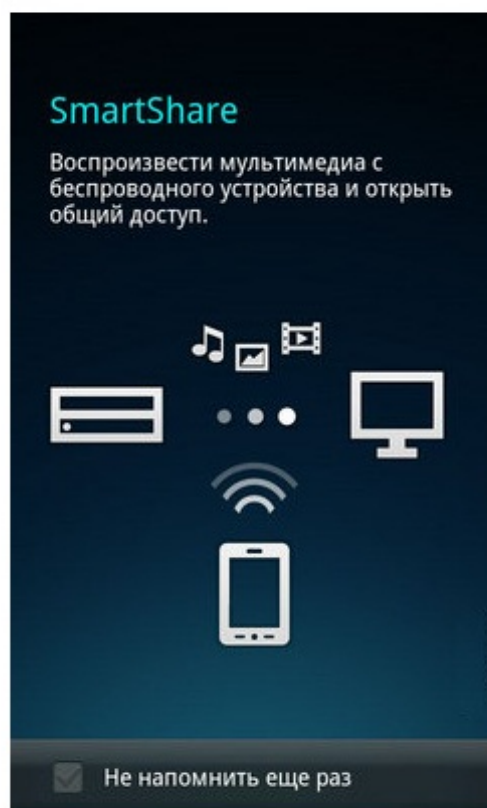 SmartShare
Воспроизвести мультимедиа с
беспроводного устройства и открыть
общий доступ.
Не напомнить еще раз